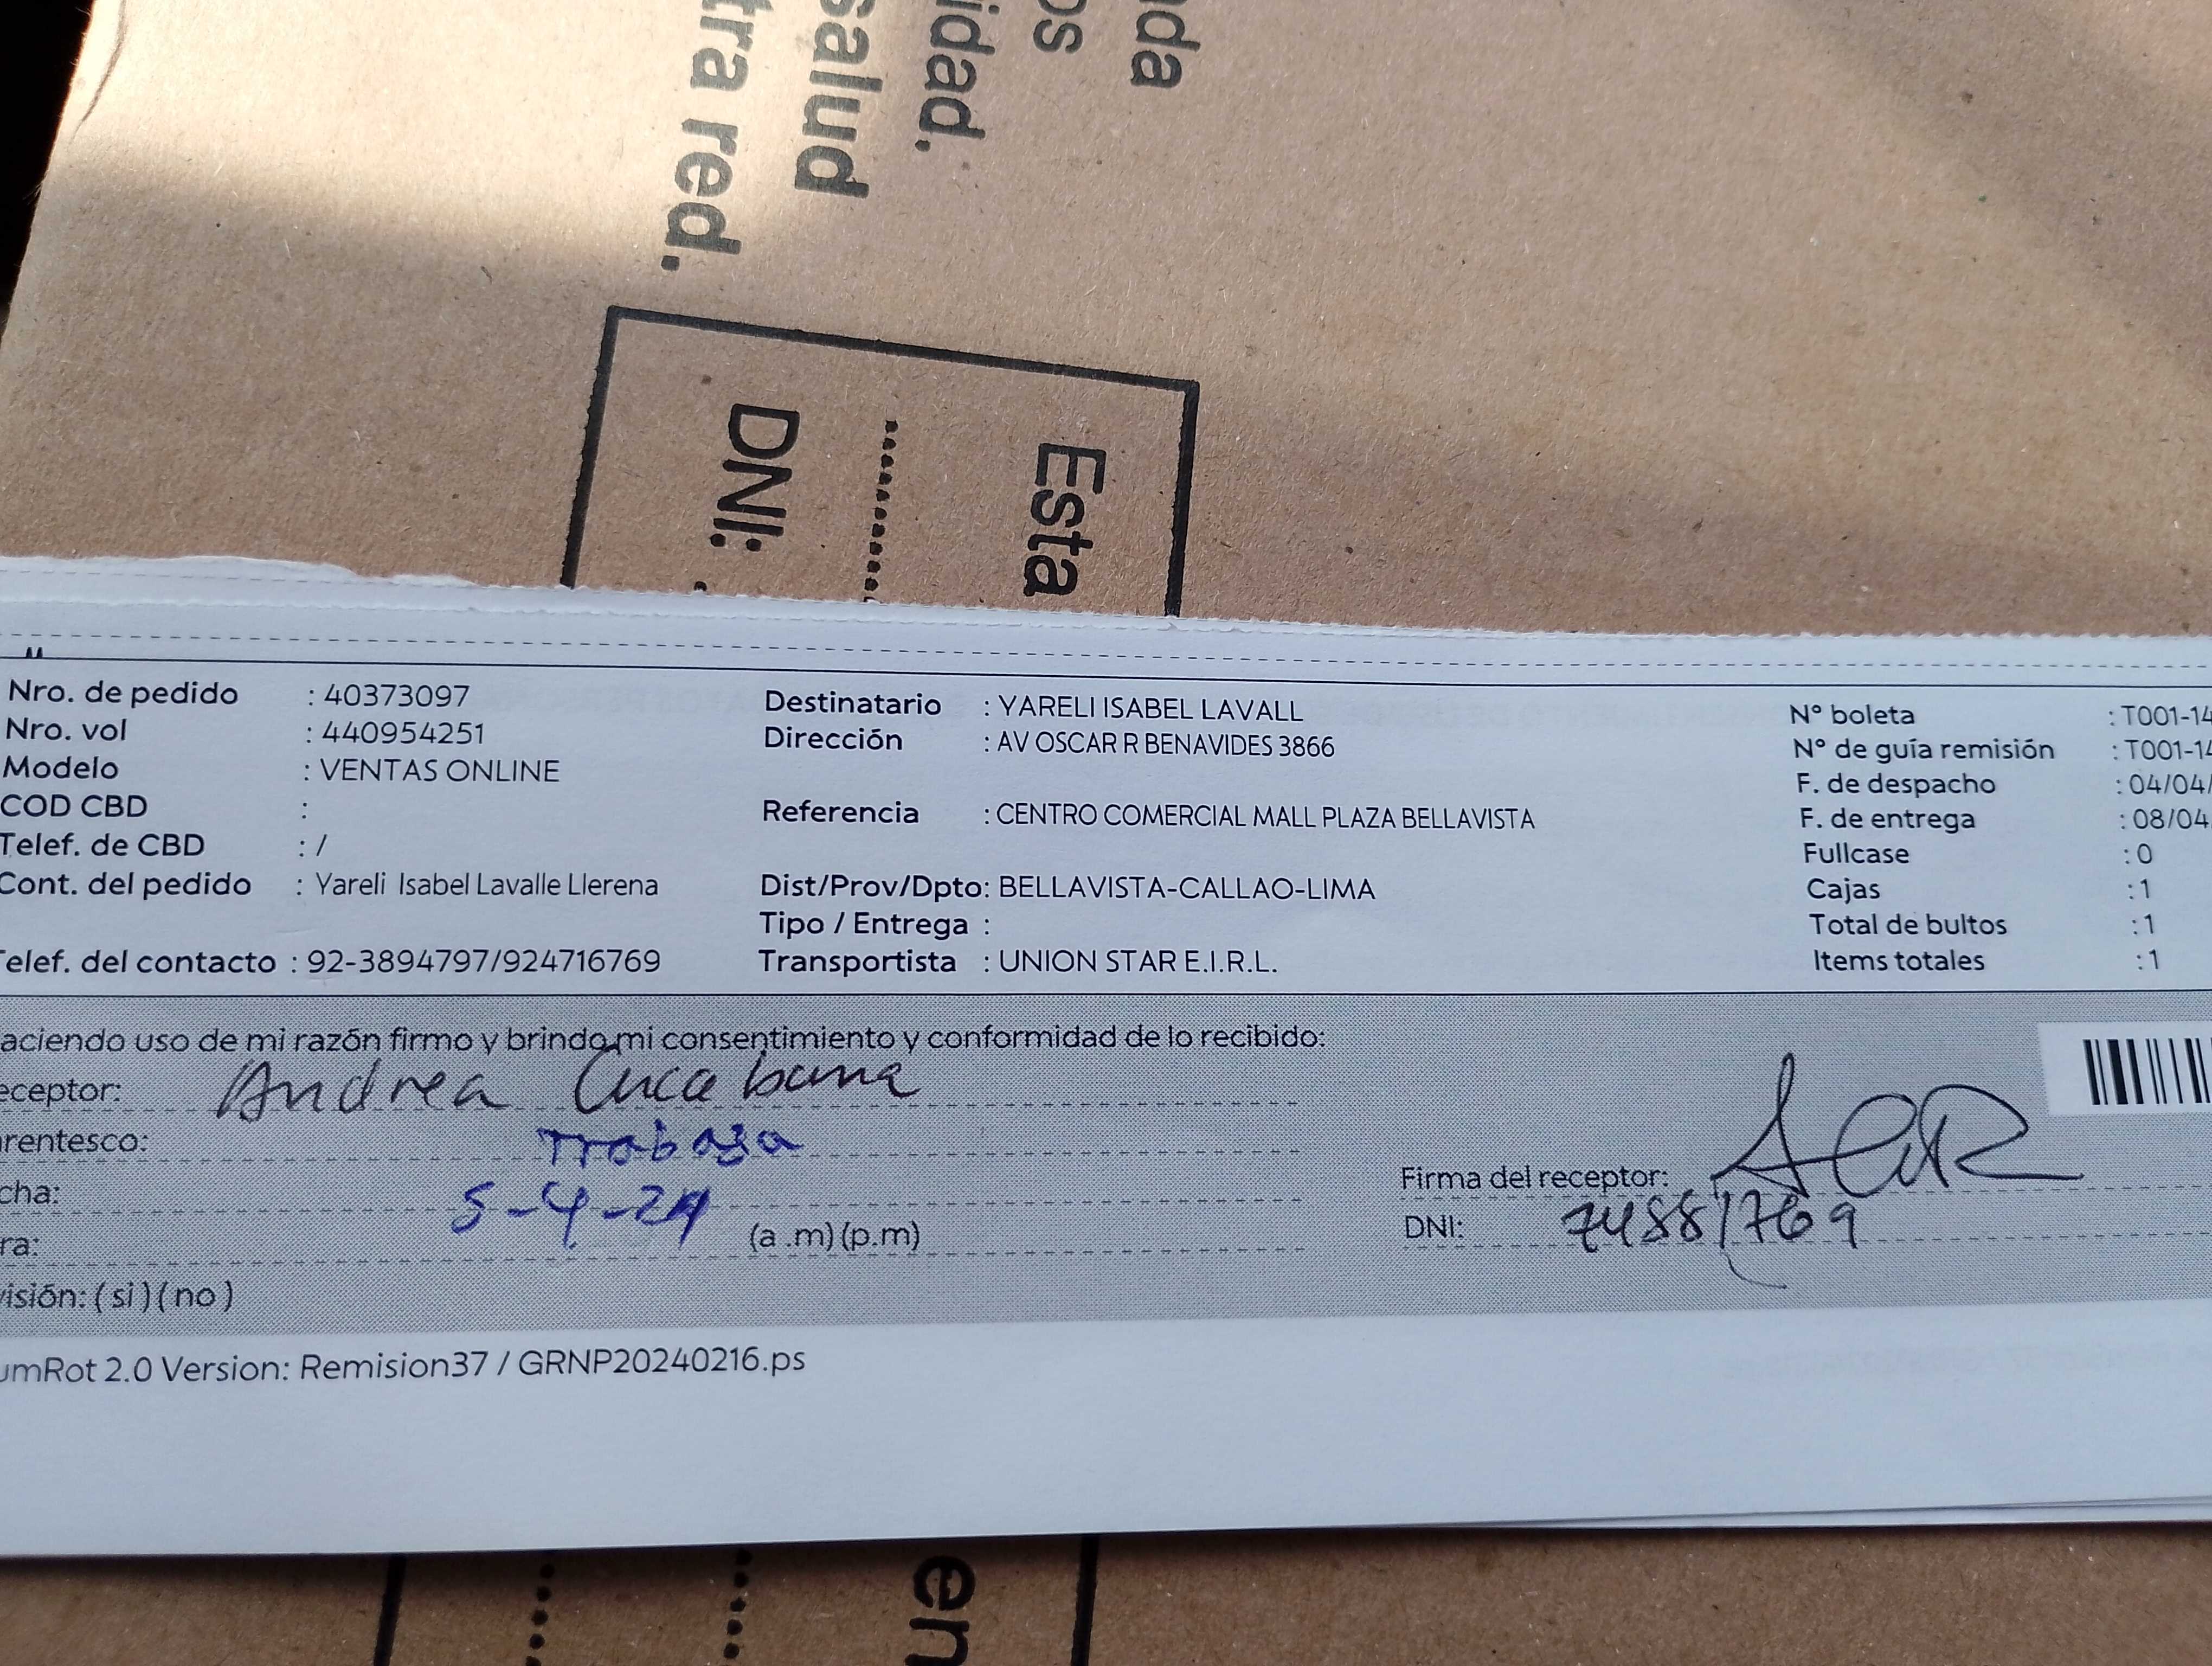 nda
os
idad.
salud
tra red.
Esta
DNI:
Nro. de pedido : 40373097
Nro. vol : 440954251
Modelo : VENTAS ONLINE
COD CBD :
Telef. de CBD : /
Cont. del pedido : Yareli Isabel Lavalle Llerena
Telef. del contacto : 92-3894797/924716769
Destinatario : YARELI ISABEL LAVALL
Dirección : AV OSCAR R BENAVIDES 3866
Referencia : CENTRO COMERCIAL MALL PLAZA BELLAVISTA
Dist/Prov/Dpto: BELLAVISTA-CALLAO-LIMA
Tipo / Entrega :
Transportista : UNION STAR E.I.R.L.
N° boleta : T001-14
N° de guía remisión : T001-14
F. de despacho : 04/04/
F. de entrega : 08/04
Fullcase : 0
Cajas : 1
Total de bultos : 1
Items totales : 1
aciendo uso de mi razón firmo y brindo mi consentimiento y conformidad de lo recibido:
eceptor: Andrea
arentesco: Trabaja
cha: 5-4-24
ra: (a .m) (p.m)
visión: ( si ) ( no )
Firma del receptor:
DNI: 74881769
umRot 2.0 Version: Remision37 / GRNP20240216.ps
en